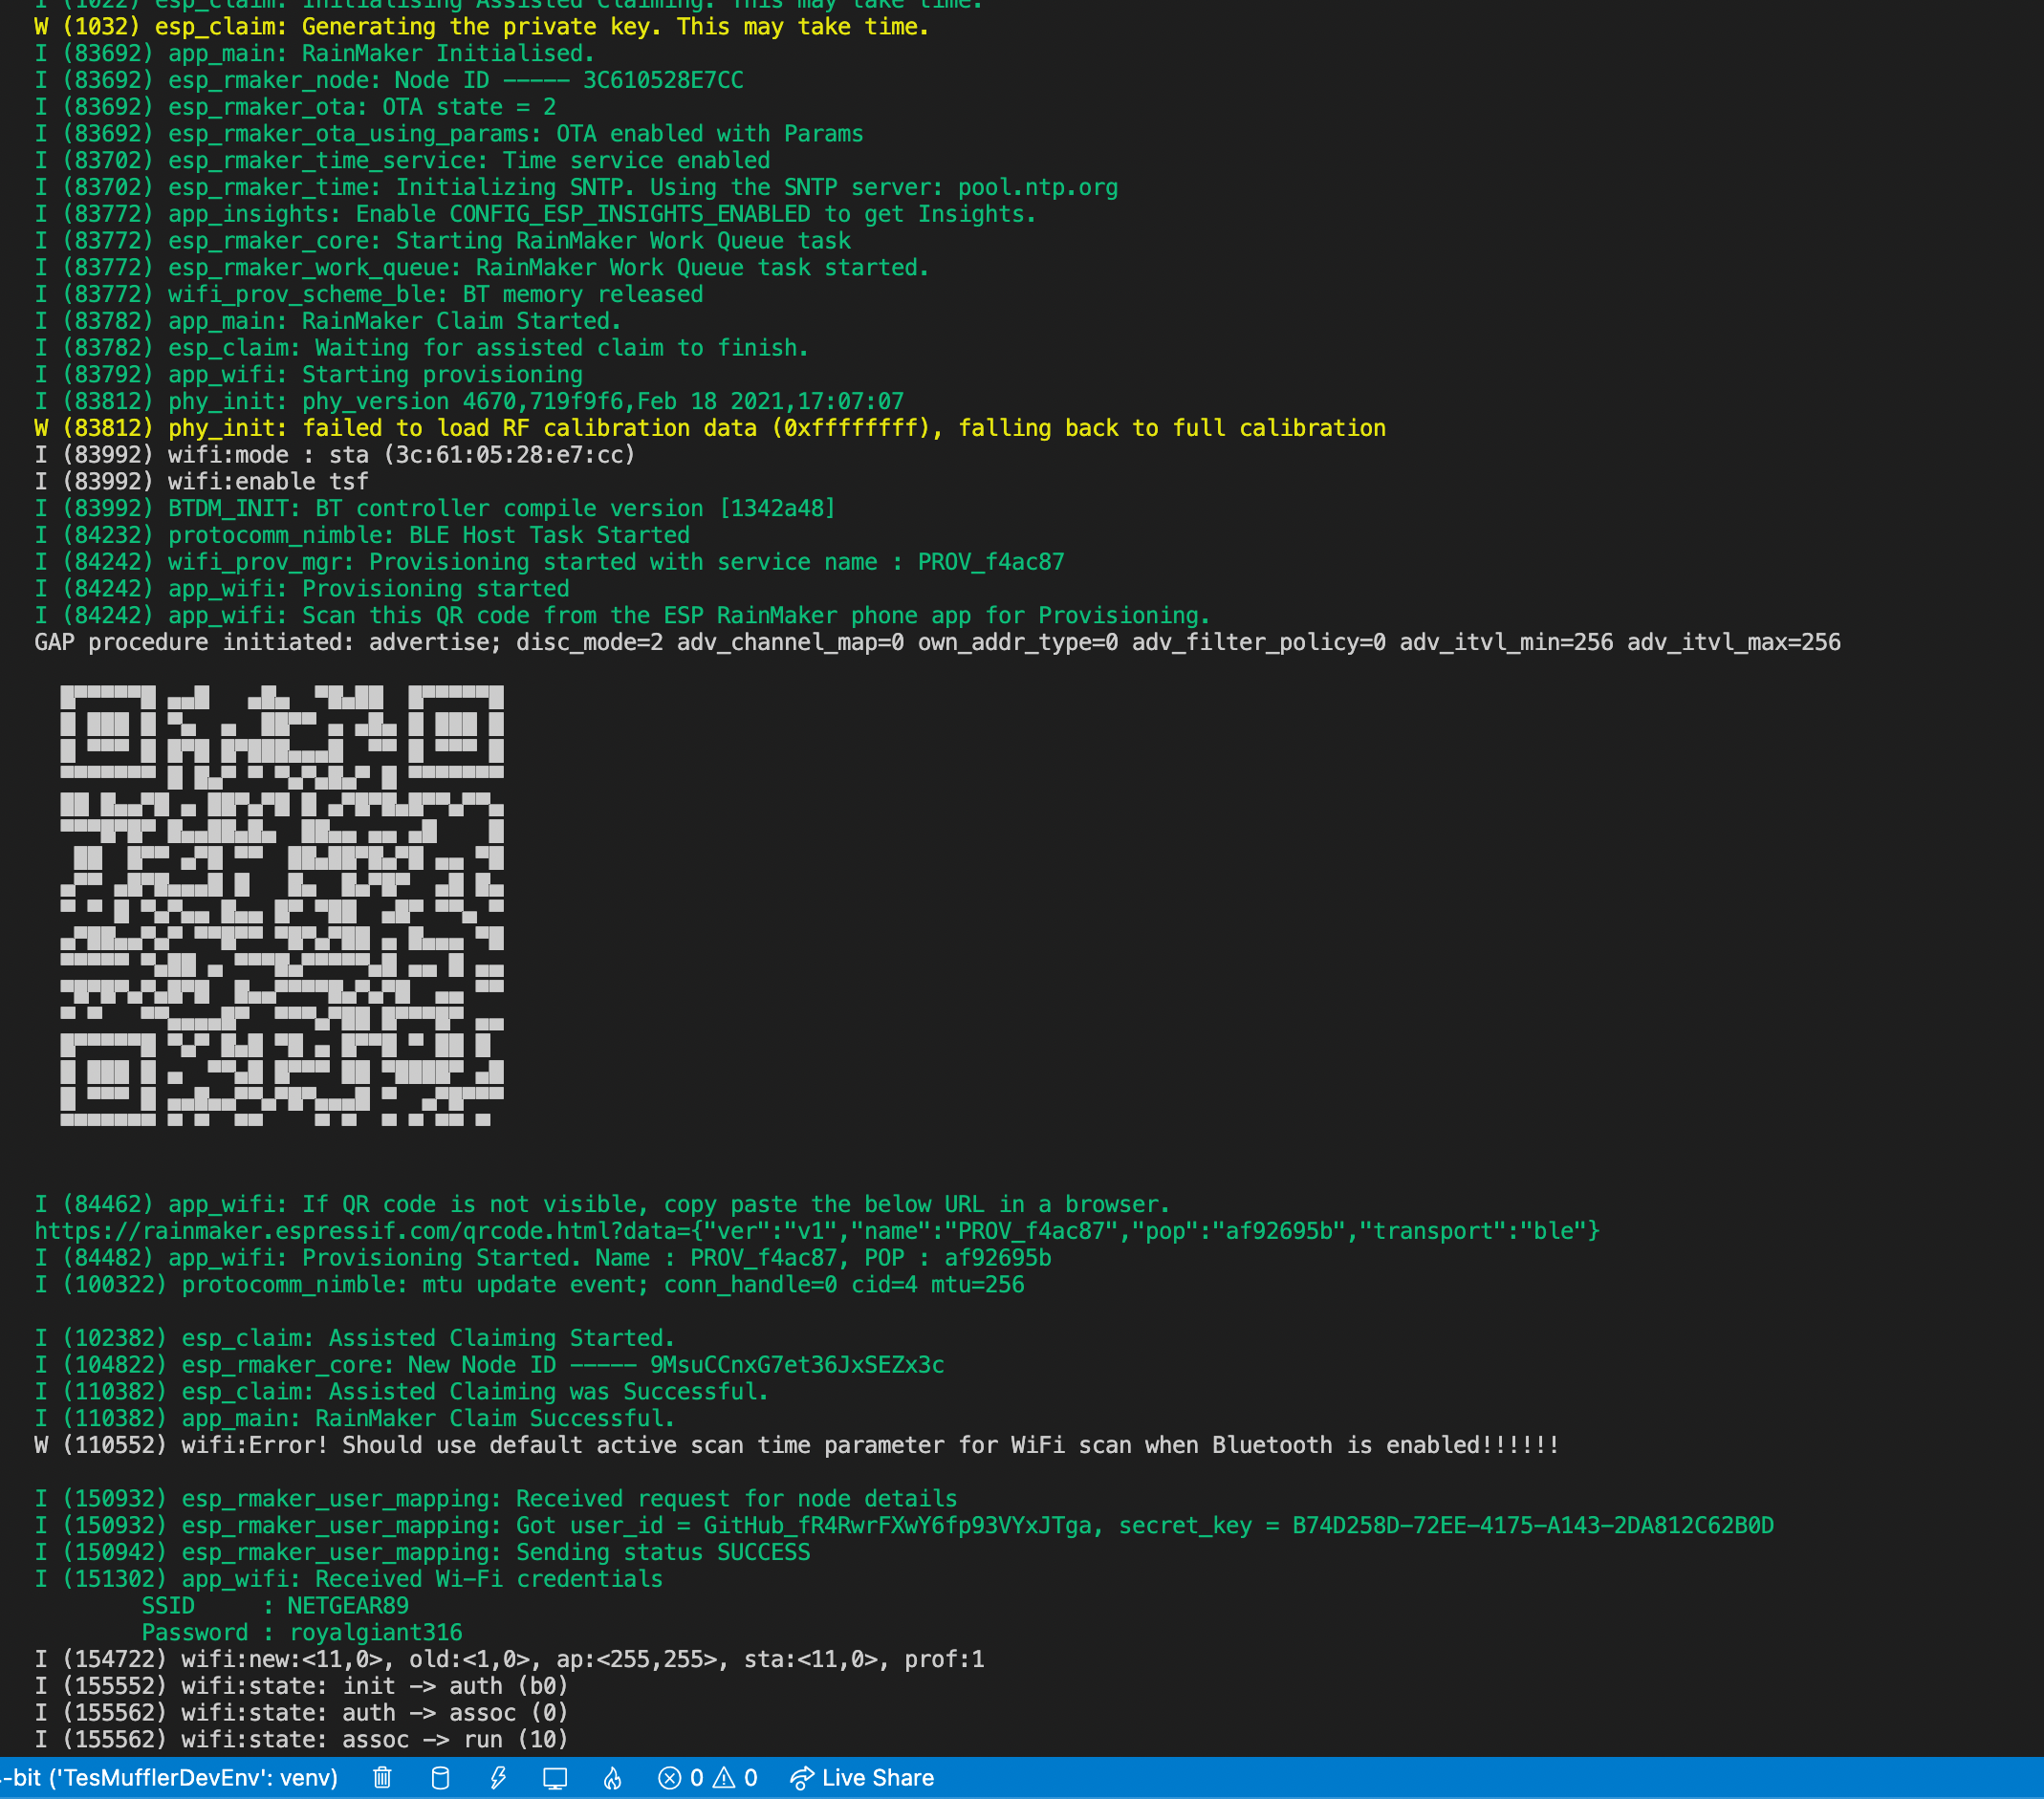 I (1022) esp_claim: Initialising Assisted Claiming. This may take time.
W (1032) esp_claim: Generating the private key. This may take time.
I (83692) app_main: RainMaker Initialised.
I (83692) esp_rmaker_node: Node ID ----- 3C610528E7CC
I (83692) esp_rmaker_ota: OTA state = 2
I (83692) esp_rmaker_ota_using_params: OTA enabled with Params
I (83702) esp_rmaker_time_service: Time service enabled
I (83702) esp_rmaker_time: Initializing SNTP. Using the SNTP server: pool.ntp.org
I (83772) app_insights: Enable CONFIG_ESP_INSIGHTS_ENABLED to get Insights.
I (83772) esp_rmaker_core: Starting RainMaker Work Queue task
I (83772) esp_rmaker_work_queue: RainMaker Work Queue task started.
I (83772) wifi_prov_scheme_ble: BT memory released
I (83782) app_main: RainMaker Claim Started.
I (83782) esp_claim: Waiting for assisted claim to finish.
I (83792) app_wifi: Starting provisioning
I (83812) phy_init: phy_version 4670,719f9f6,Feb 18 2021,17:07:07
W (83812) phy_init: failed to load RF calibration data (0xffffffff), falling back to full calibration
I (83992) wifi:mode : sta (3c:61:05:28:e7:cc)
I (83992) wifi:enable tsf
I (83992) BTDM_INIT: BT controller compile version [1342a48]
I (84232) protocomm_nimble: BLE Host Task Started
I (84242) wifi_prov_mgr: Provisioning started with service name : PROV_f4ac87
I (84242) app_wifi: Provisioning started
I (84242) app_wifi: Scan this QR code from the ESP RainMaker phone app for Provisioning.
GAP procedure initiated: advertise; disc_mode=2 adv_channel_map=0 own_addr_type=0 adv_filter_policy=0 adv_itvl_min=256 adv_itvl_max=256
I (84462) app_wifi: If QR code is not visible, copy paste the below URL in a browser.
https://rainmaker.espressif.com/qrcode.html?data={"ver":"v1","name":"PROV_f4ac87","pop":"af92695b","transport":"ble"}
I (84482) app_wifi: Provisioning Started. Name : PROV_f4ac87, POP : af92695b
I (100322) protocomm_nimble: mtu update event; conn_handle=0 cid=4 mtu=256
I (102382) esp_claim: Assisted Claiming Started.
I (104822) esp_rmaker_core: New Node ID ----- 9MsuCCnxG7et36JxSEZx3c
I (110382) esp_claim: Assisted Claiming was Successful.
I (110382) app_main: RainMaker Claim Successful.
W (110552) wifi:Error! Should use default active scan time parameter for WiFi scan when Bluetooth is enabled!!!!!!
I (150932) esp_rmaker_user_mapping: Received request for node details
I (150932) esp_rmaker_user_mapping: Got user_id = GitHub_fR4RwrFXwY6fp93VYxJTga, secret_key = B74D258D-72EE-4175-A143-2DA812C62B0D
I (150942) esp_rmaker_user_mapping: Sending status SUCCESS
I (151302) app_wifi: Received Wi-Fi credentials
SSID : NETGEAR89
Password : royalgiant316
I (154722) wifi:new:<11,0>, old:<1,0>, ap:<255,255>, sta:<11,0>, prof:1
I (155552) wifi:state: init -> auth (b0)
I (155562) wifi:state: auth -> assoc (0)
I (155562) wifi:state: assoc -> run (10)
-bit ('TesMufflerDevEnv': venv) 0 0 Live Share